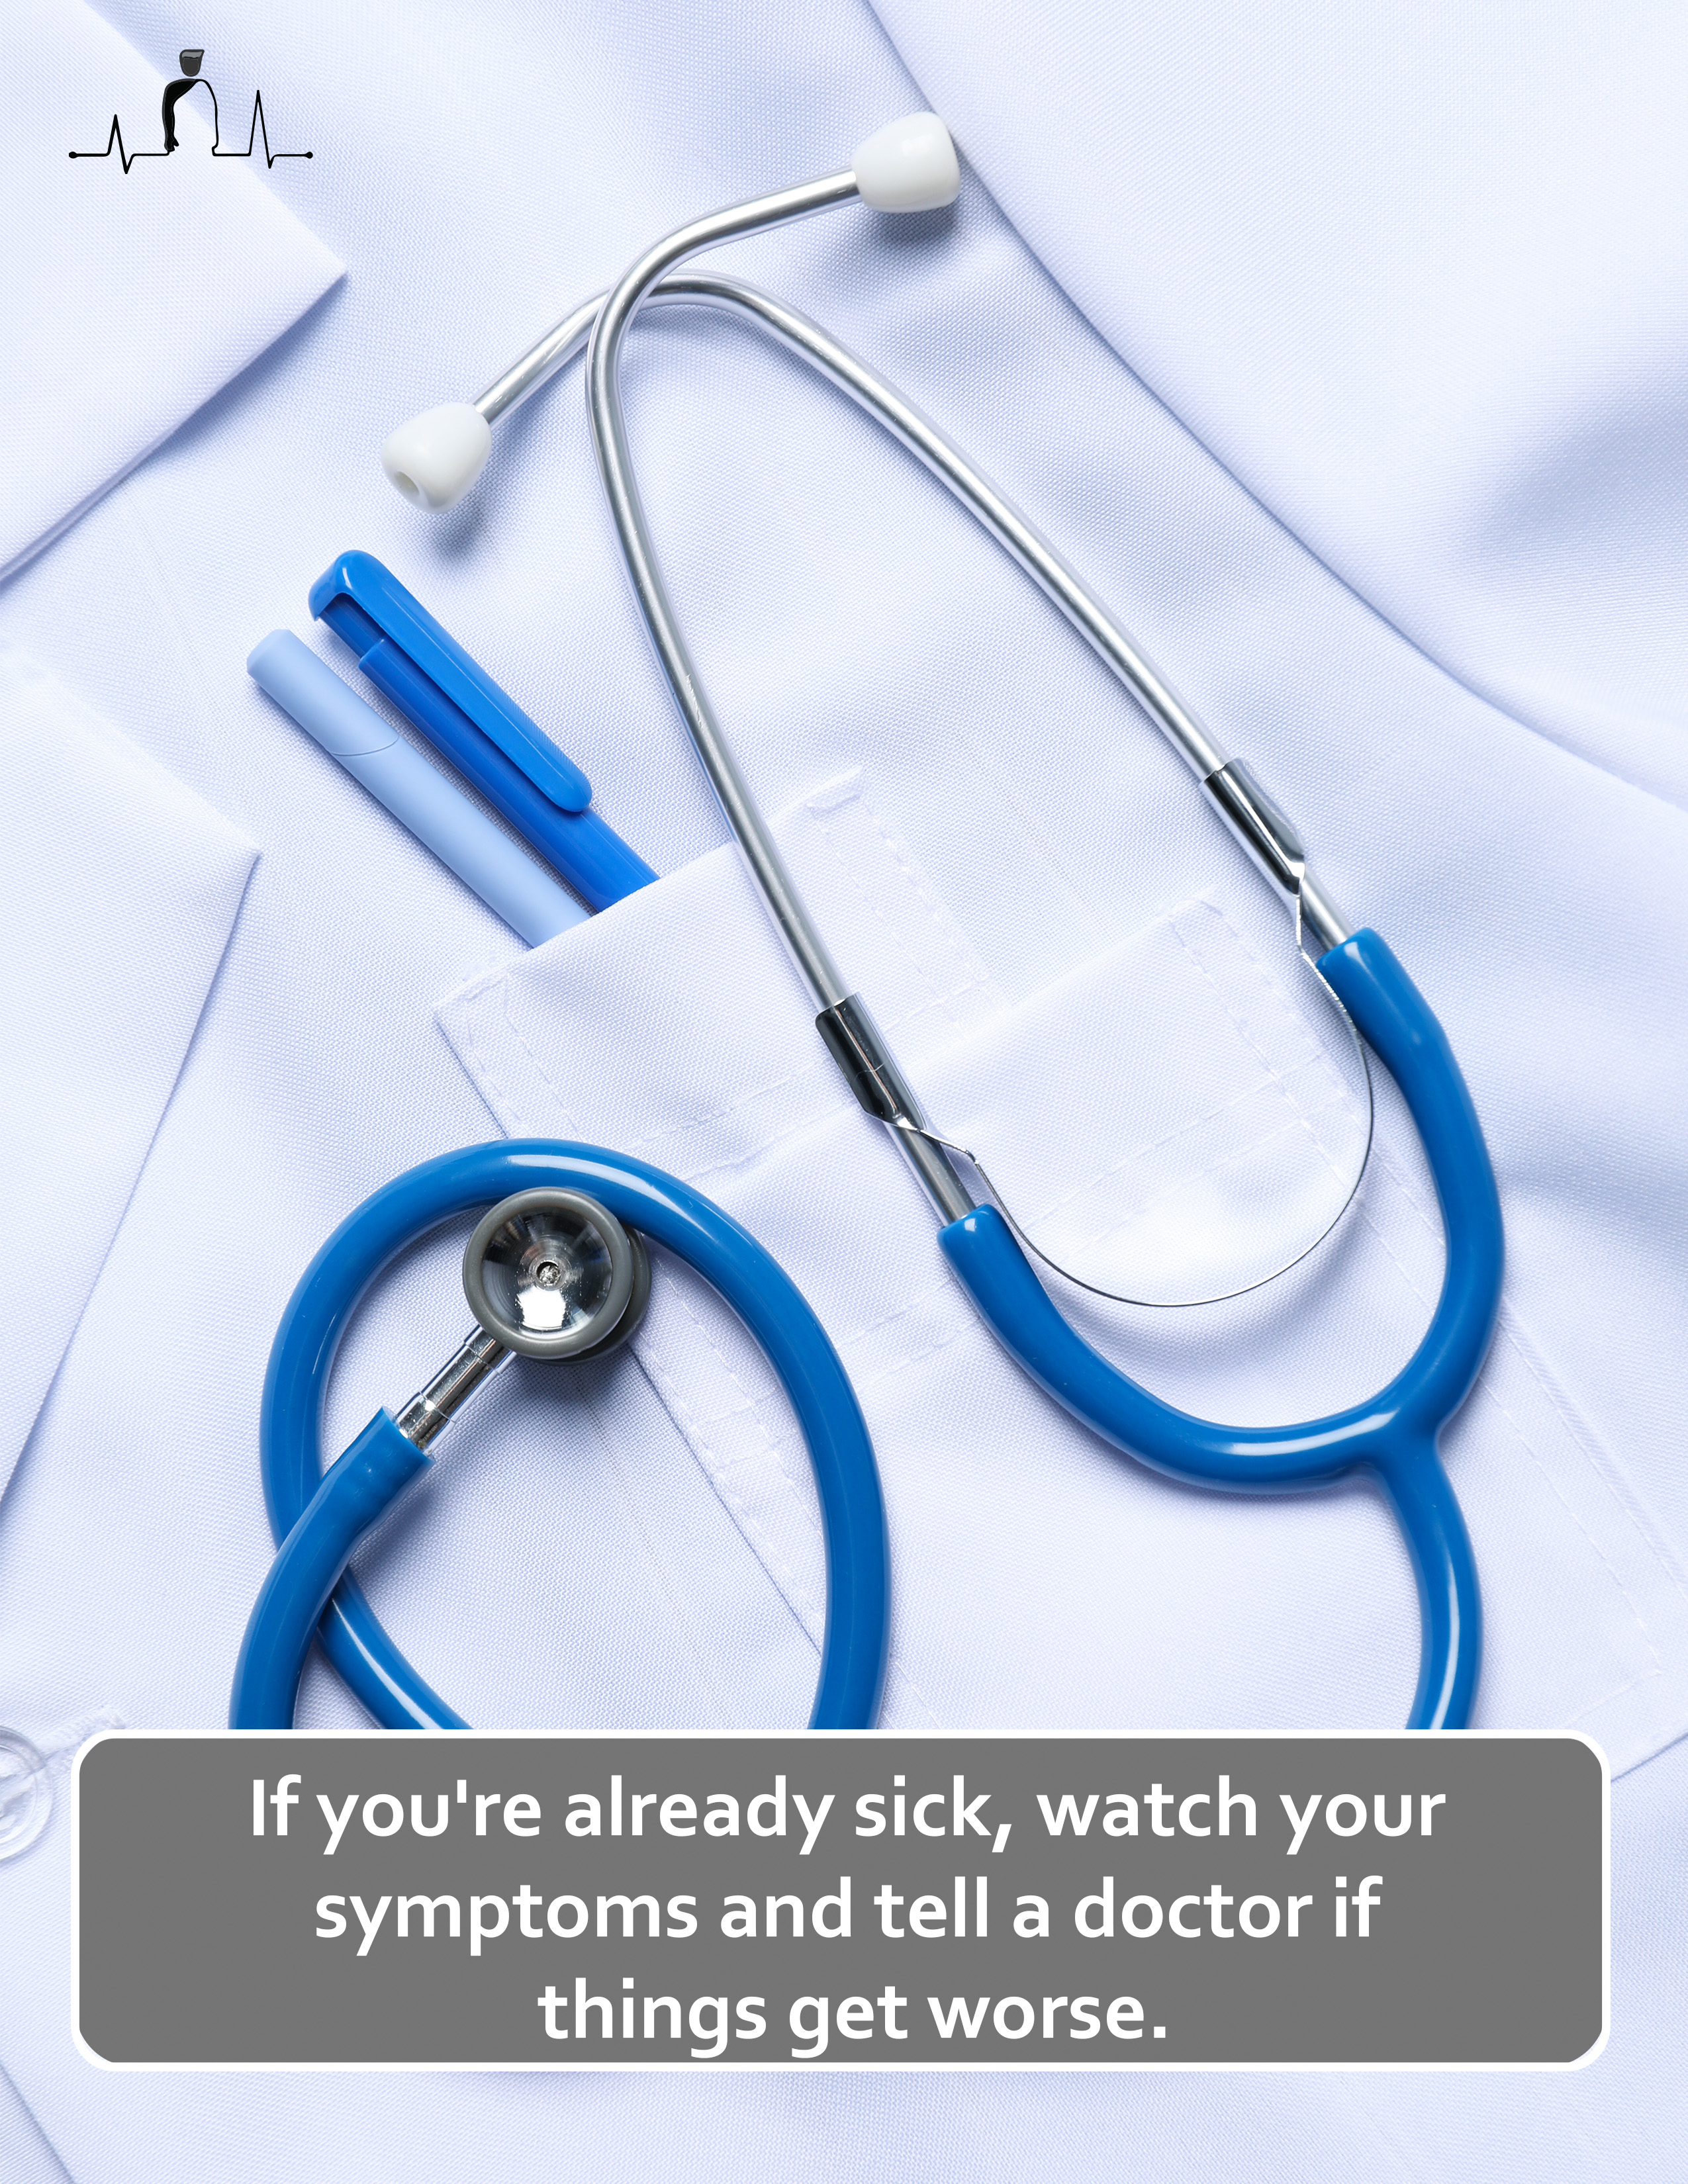 If you're already sick, watch your
symptoms and tell a doctor if
things get worse.